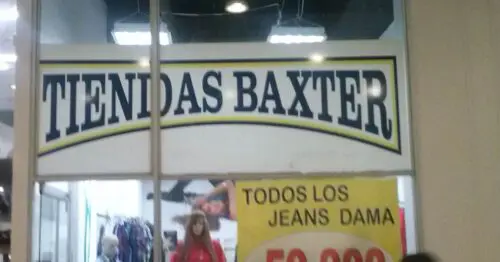 TIENDAS BAXTER
TODOS LOS
JEANS DAMA